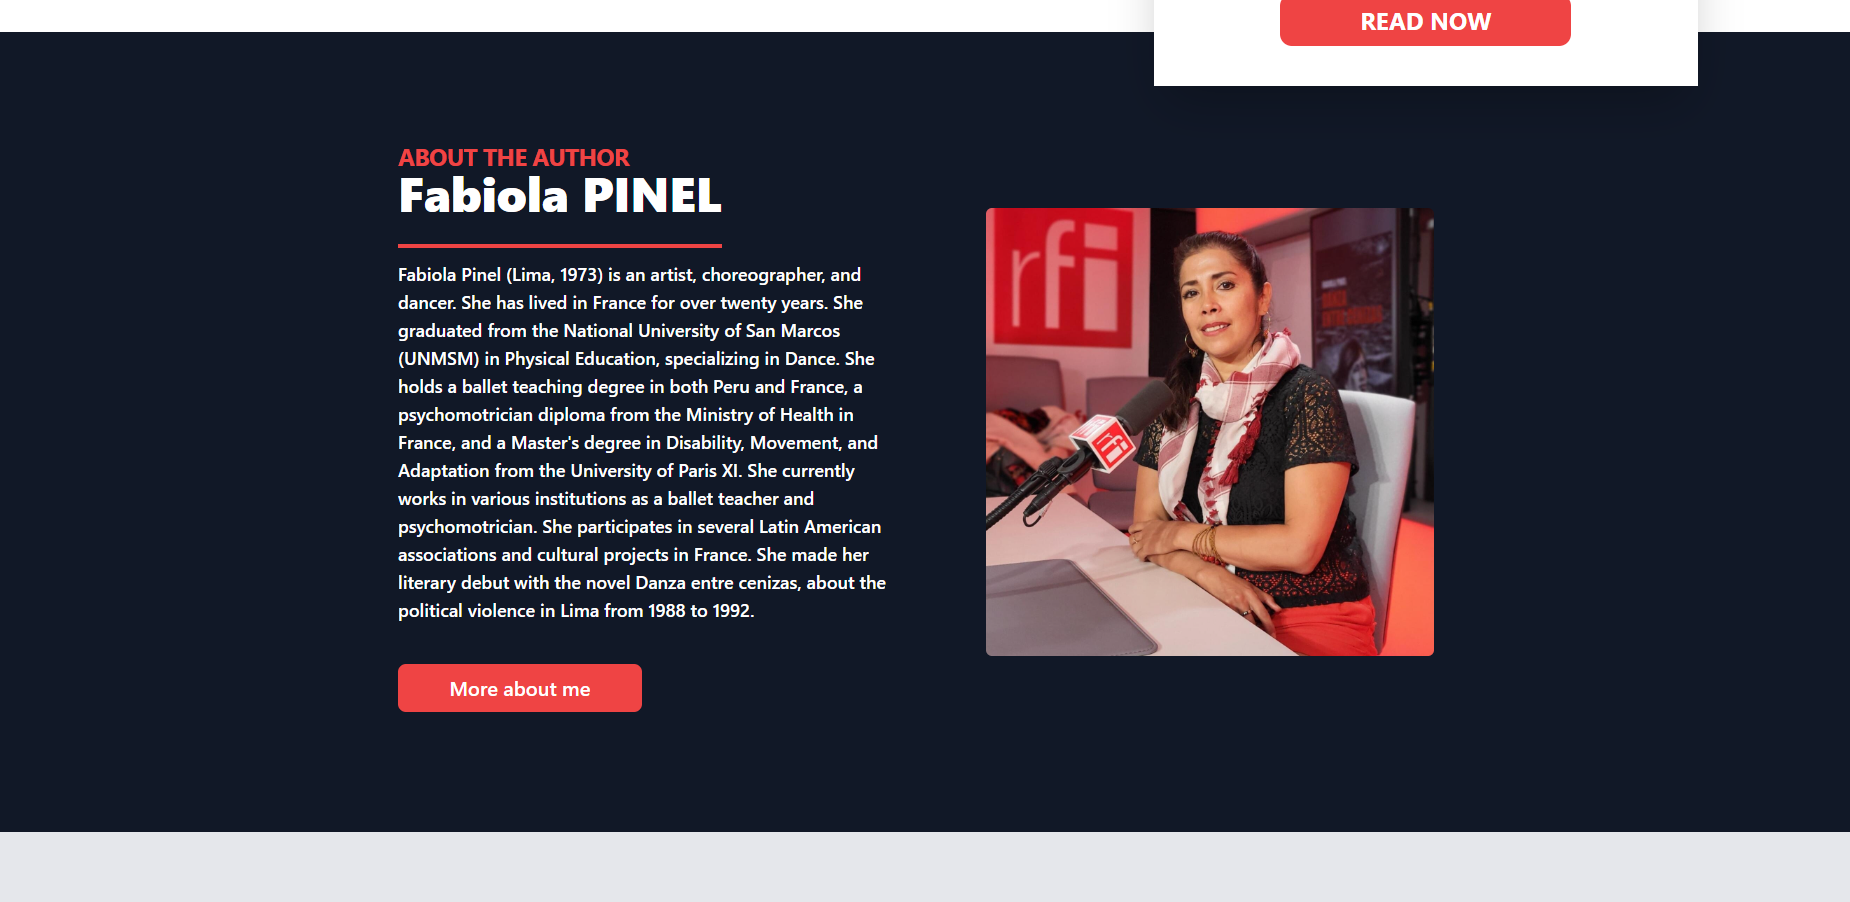 READ NOW
ABOUT THE AUTHOR
Fabiola PINEL
Fabiola Pinel (Lima, 1973) is an artist, choreographer, and
dancer. She has lived in France for over twenty years. She
graduated from the National University of San Marcos
(UNMSM) in Physical Education, specializing in Dance. She
holds a ballet teaching degree in both Peru and France, a
psychomotrician diploma from the Ministry of Health in
France, and a Master's degree in Disability, Movement, and
Adaptation from the University of Paris XI. She currently
works in various institutions as a ballet teacher and
psychomotrician. She participates in several Latin American
associations and cultural projects in France. She made her
literary debut with the novel Danza entre cenizas, about the
political violence in Lima from 1988 to 1992.
More about me
rfi
rfi